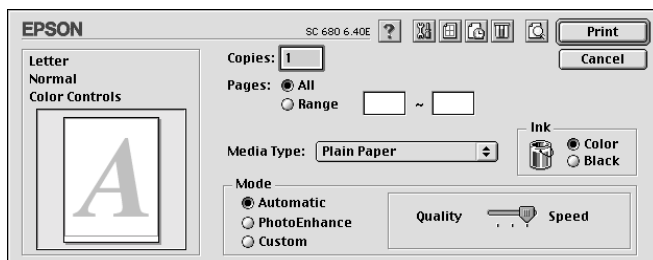 EPSON
SC 680 6.40E
?
Print
Letter
Normal
Color Controls
A
Copies: 1
Cancel
Pages: All
Range ~
Media Type: Plain Paper
Ink
Color
Black
Mode
Automatic
PhotoEnhance
Custom
Quality Speed